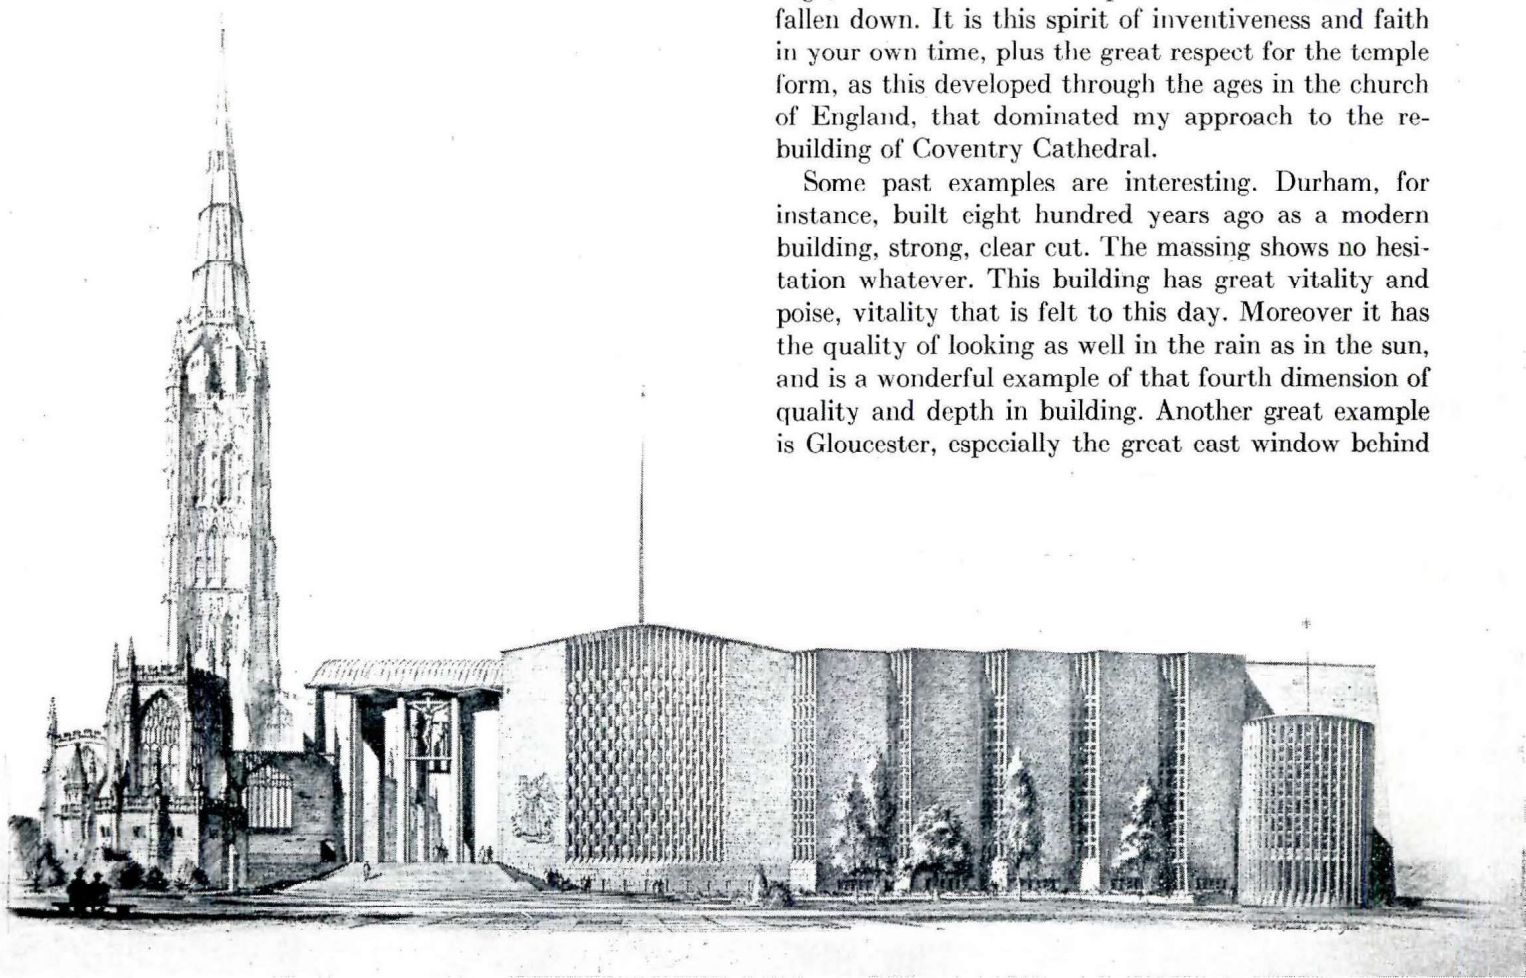 fallen down. It is this spirit of inventiveness and faith
in your own time, plus the great respect for the temple
form, as this developed through the ages in the church
of England, that dominated my approach to the re-
building of Coventry Cathedral.
Some past examples are interesting. Durham, for
instance, built eight hundred years ago as a modern
building, strong, clear cut. The massing shows no hesi-
tation whatever. This building has great vitality and
poise, vitality that is felt to this day. Moreover it has
the quality of looking as well in the rain as in the sun,
and is a wonderful example of that fourth dimension of
quality and depth in building. Another great example
is Gloucester, especially the great east window behind